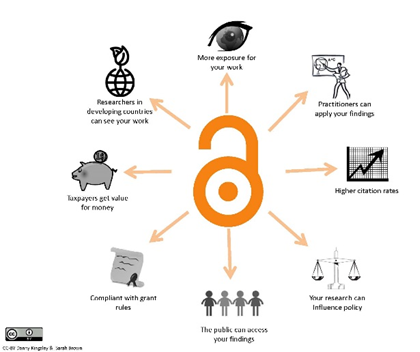 More exposure for
your work
Practitioners can
apply your findings
Higher citation rates
Your research can
influence policy
The public can access
your findings
Compliant with grant
rules
Taxpayers get value
for money
Researchers in
developing countries
can see your work
CC-BY Danny Kingsley & Sarah Brown